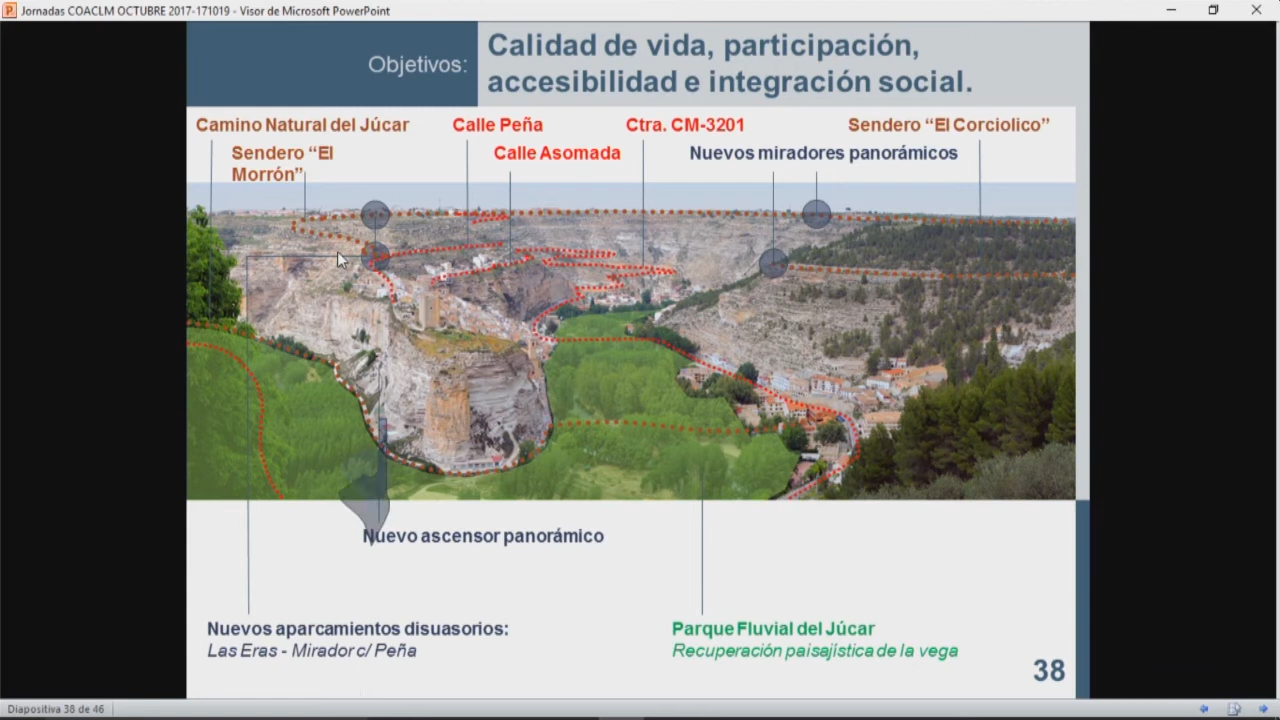 Jornadas COACLM OCTUBRE 2017-171019 - Visor de Microsoft PowerPoint
Objetivos:
Calidad de vida, participación,
accesibilidad e integración social.
Camino Natural del Júcar
Calle Peña
Ctra. CM-3201
Sendero “El Corciolico”
Sendero “El
Morrón”
Calle Asomada
Nuevos miradores panorámicos
Nuevo ascensor panorámico
Nuevos aparcamientos disuasorios:
Las Eras - Mirador c/ Peña
Parque Fluvial del Júcar
Recuperación paisajística de la vega
38
Diapositiva 38 de 46